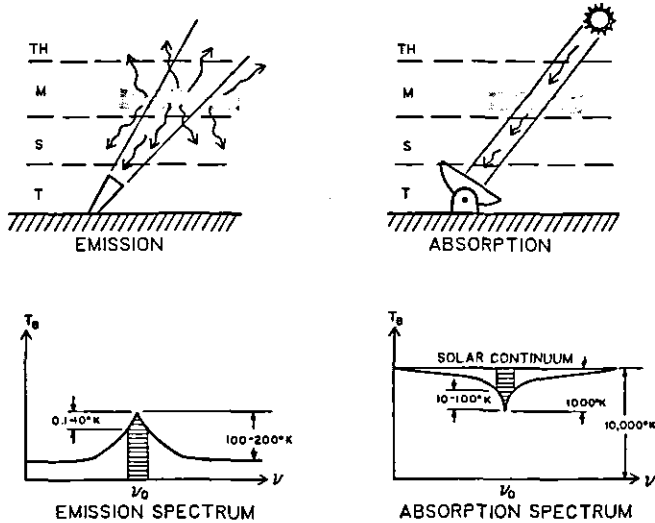 TH
M
S
T
EMISSION
TH
M
S
T
ABSORPTION
T_B
0.1-40°K
100-200°K
ν
ν₀
EMISSION SPECTRUM
T_B
SOLAR CONTINUUM
10-100°K
1000°K
10,000°K
ν
ν₀
ABSORPTION SPECTRUM